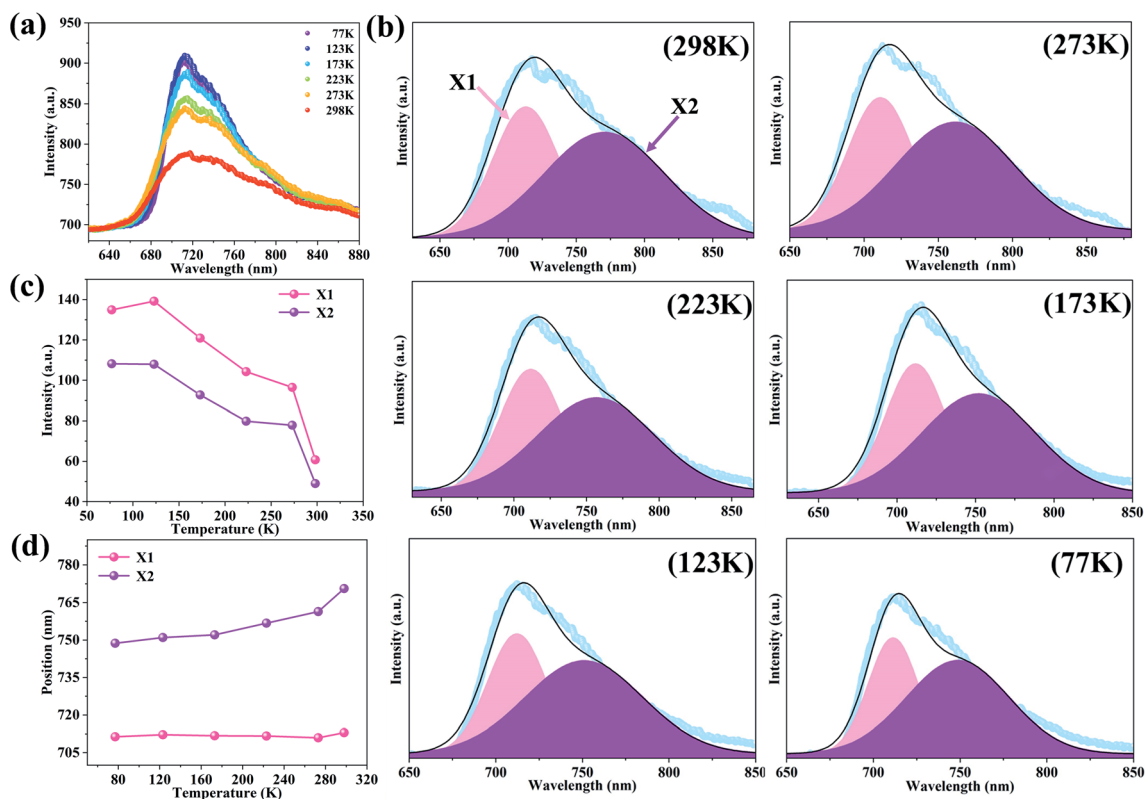 (a)
950
900
850
800
750
700
Intensity (a.u.)
77K
123K
173K
223K
273K
298K
640 680 720 760 800 840 880
Wavelength (nm)
(b)
(298K)
X1
X2
Intensity (a.u.)
650 700 750 800 850
Wavelength (nm)
(273K)
Intensity (a.u.)
650 700 750 800 850
Wavelength (nm)
(c)
140
120
100
80
60
40
Intensity (a.u.)
X1
X2
50 100 150 200 250 300 350
Temperature (K)
(223K)
Intensity (a.u.)
650 700 750 800 850
Wavelength (nm)
(173K)
Intensity (a.u.)
650 700 750 800 850
Wavelength (nm)
(d)
780
765
750
735
720
705
Position (nm)
X1
X2
80 120 160 200 240 280 320
Temperature (K)
(123K)
Intensity (a.u.)
650 700 750 800 850
Wavelength (nm)
(77K)
Intensity (a.u.)
650 700 750 800 850
Wavelength (nm)